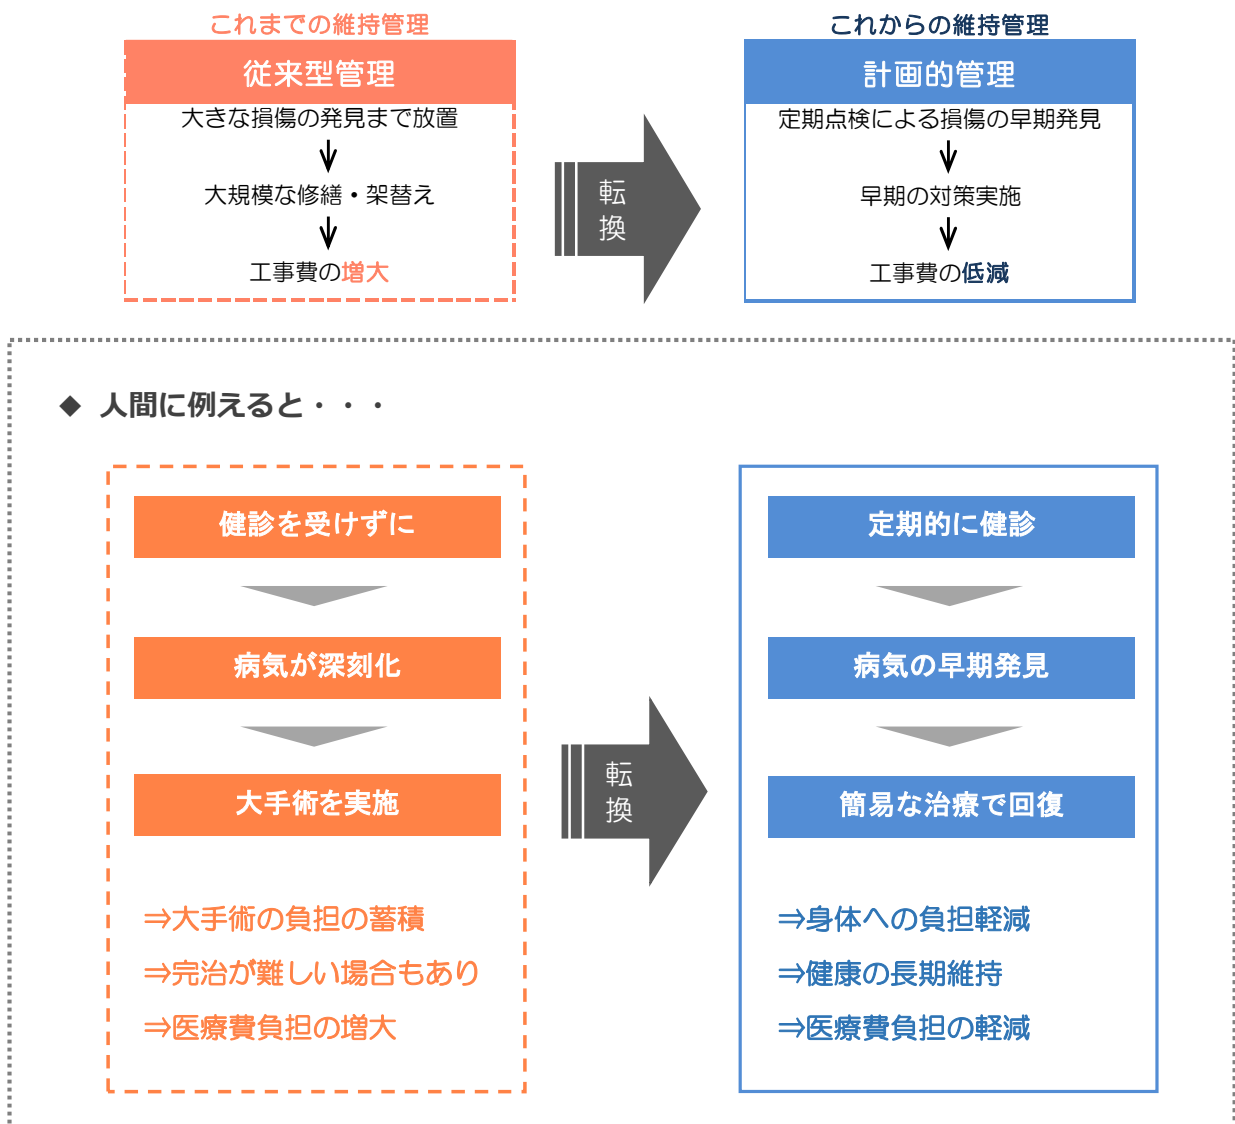 これまでの維持管理
従来型管理
大きな損傷の発見まで放置
大規模な修繕・架替え
工事費の増大
転
換
これからの維持管理
計画的管理
定期点検による損傷の早期発見
早期の対策実施
工事費の低減
◆ 人間に例えると・・・
健診を受けずに
病気が深刻化
大手術を実施
⇒大手術の負担の蓄積
⇒完治が難しい場合もあり
⇒医療費負担の増大
転
換
定期的に健診
病気の早期発見
簡易な治療で回復
⇒身体への負担軽減
⇒健康の長期維持
⇒医療費負担の軽減